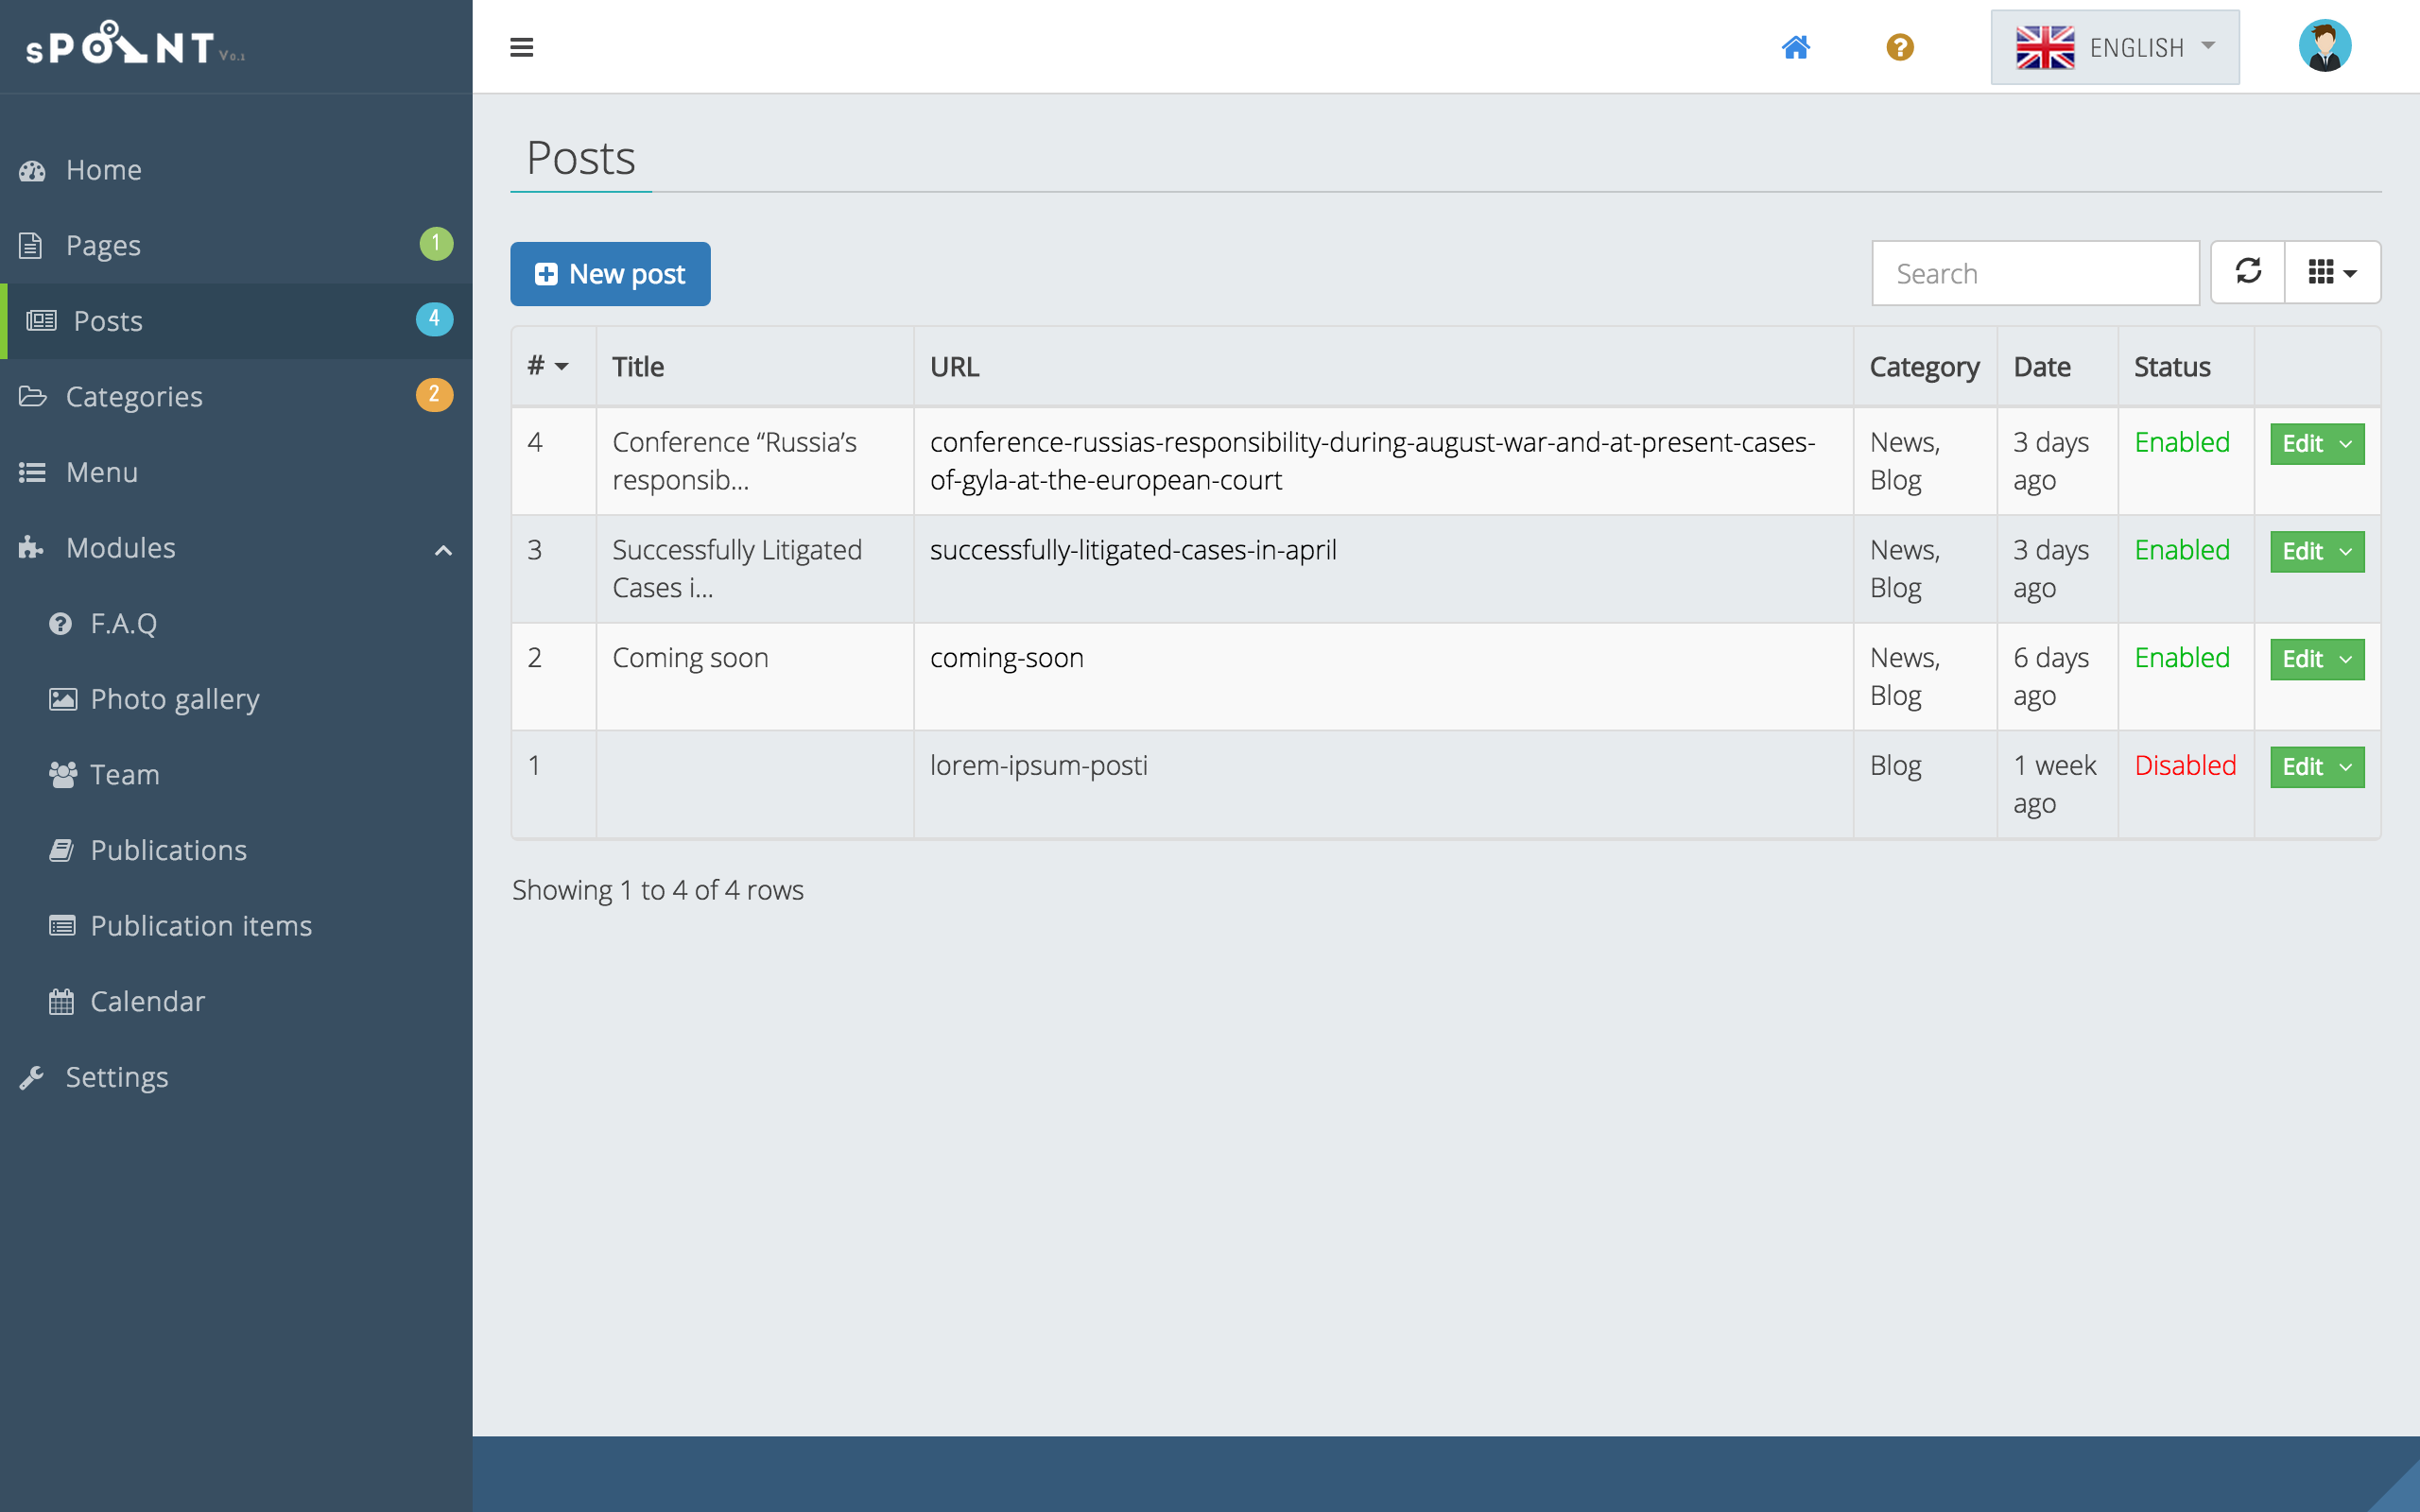 sPOINT V 0.1
ENGLISH
Home
Pages 1
Posts 4
Categories 2
Menu
Modules
F.A.Q
Photo gallery
Team
Publications
Publication items
Calendar
Settings
Posts
New post
Search
# Title URL Category Date Status
4 Conference “Russia’s conference-russias-responsibility-during-august-war-and-at-present-cases- News, 3 days Enabled Edit
responsib... of-gyla-at-the-european-court Blog ago
3 Successfully Litigated successfully-litigated-cases-in-april News, 3 days Enabled Edit
Cases i... Blog ago
2 Coming soon coming-soon News, 6 days Enabled Edit
Blog ago
1 lorem-ipsum-posti Blog 1 week Disabled Edit
ago
Showing 1 to 4 of 4 rows